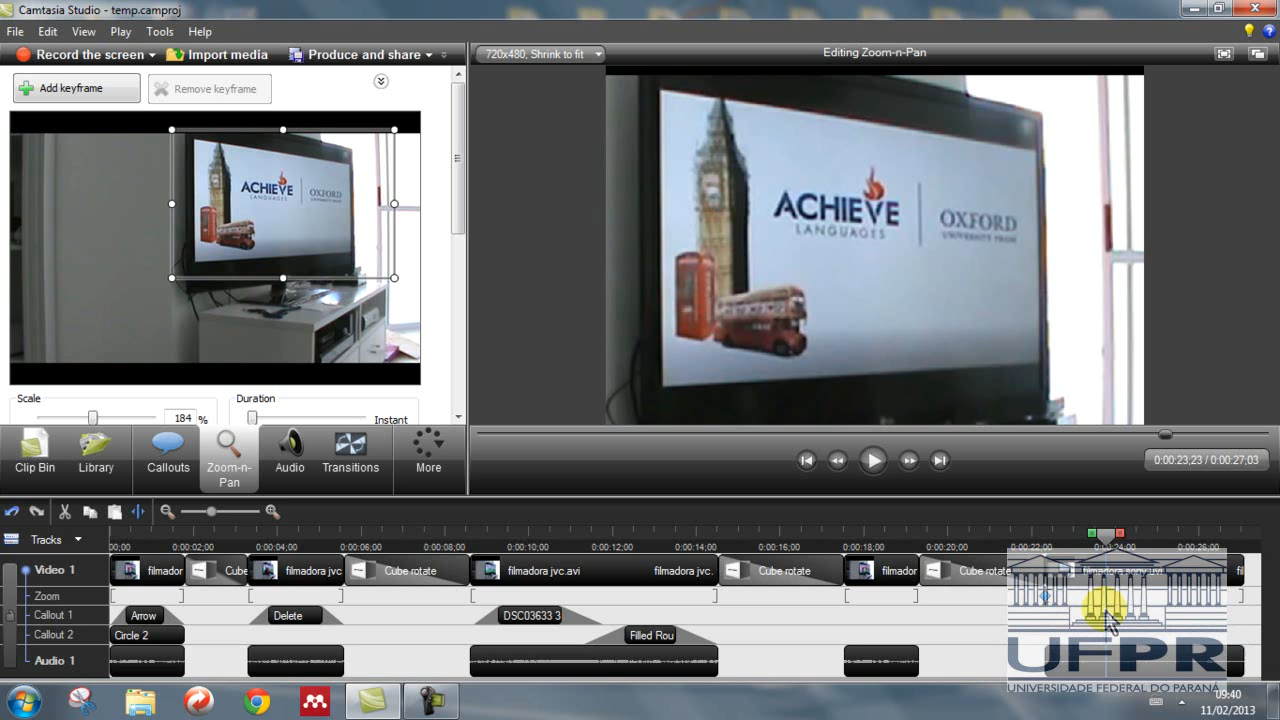 Camtasia Studio - temp.camproj
File Edit View Play Tools Help
Record the screen Import media Produce and share
720x480, Shrink to fit
Editing Zoom-n-Pan
Add keyframe
Remove keyframe
ACHIEVE
LANGUAGES
OXFORD
UNIVERSITY PRESS
ACHIEVE
LANGUAGES
OXFORD
UNIVERSITY PRESS
Scale
184 %
Duration
Instant
Clip Bin
Library
Callouts
Zoom-n-Pan
Audio
Transitions
More
0:00:23,23 / 0:00:27,03
Tracks
00;00 0:00:02;00 0:00:04;00 0:00:06;00 0:00:08;00 0:00:10;00 0:00:12;00 0:00:14;00 0:00:16;00 0:00:18;00 0:00:20;00 0:00:22;00 0:00:24;00 0:00:26;00
Video 1
filmador Cube filmadora jvc Cube rotate filmadora jvc.avi filmadora jvc. Cube rotate filmador Cube rotate filmadora sony.avi fil
Zoom
Callout 1
Arrow Delete DSC03633 3
Callout 2
Circle 2 Filled Rou
Audio 1
UFPR
UNIVERSIDADE FEDERAL DO PARANÁ
09:40
11/02/2013